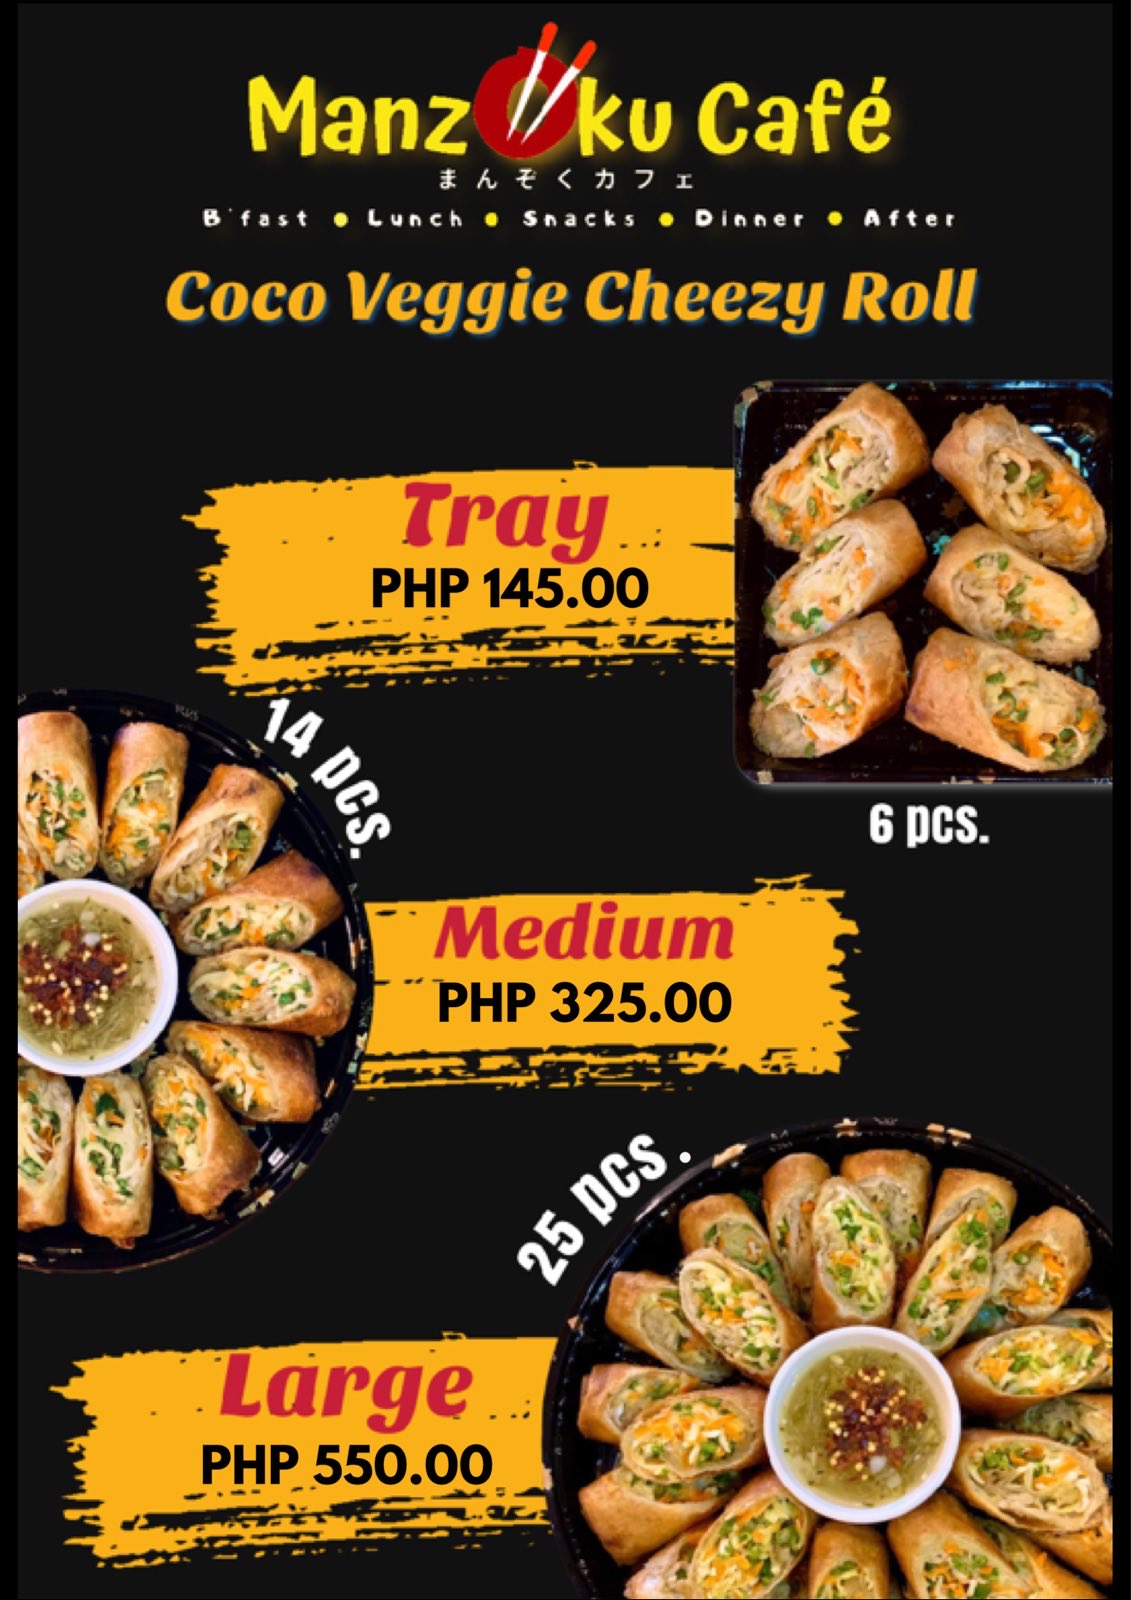 Manzoku Café
まんぞくカフェ
B'fast ● Lunch ● Snacks ● Dinner ● After
Coco Veggie Cheezy Roll
Tray
PHP 145.00
6 pcs.
14 pcs.
Medium
PHP 325.00
25 pcs.
Large
PHP 550.00